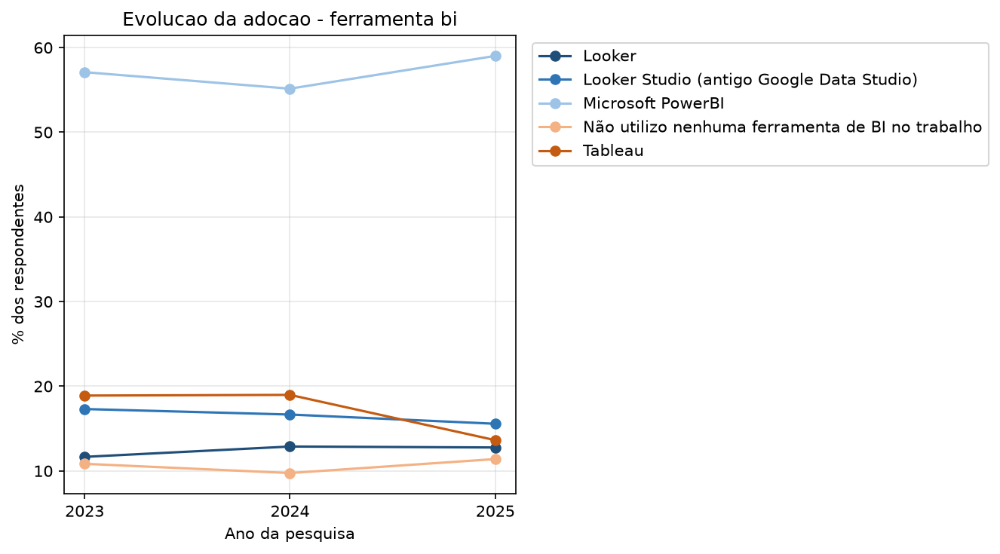 Evolucao da adocao - ferramenta bi
60
50
40
30
20
10
% dos respondentes
2023
2024
2025
Ano da pesquisa
Looker
Looker Studio (antigo Google Data Studio)
Microsoft PowerBI
Não utilizo nenhuma ferramenta de BI no trabalho
Tableau